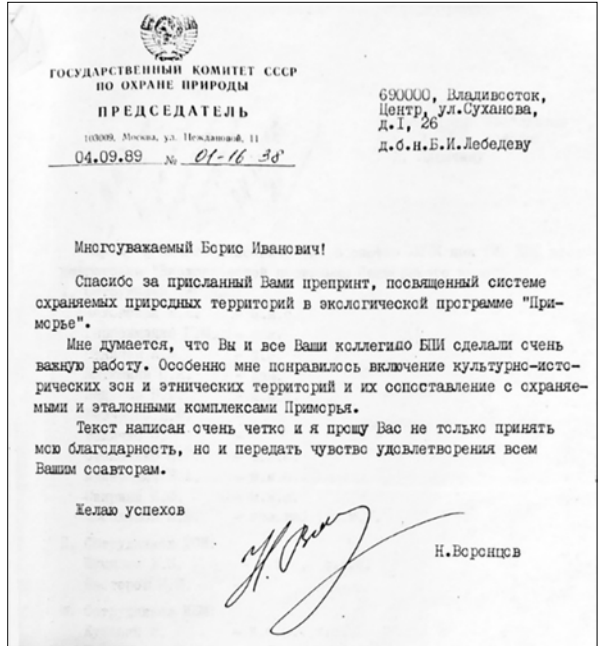 ГОСУДАРСТВЕННЫЙ КОМИТЕТ СССР
ПО ОХРАНЕ ПРИРОДЫ
ПРЕДСЕДАТЕЛЬ
103009, Москва, ул. Неждановой, 11
04.09.89 № 01-16 38
690000, Владивосток,
Центр, ул.Суханова,
д.I, 26
д.б.н.Б.И.Лебедеву
Многоуважаемый Борис Иванович!
Спасибо за присланный Вами препринт, посвященный системе
охраняемых природных территорий в экологической программе "При-
морье".
Мне думается, что Вы и все Ваши коллегипо БПИ сделали очень
важную работу. Особенно мне понравилось включение культурно-исто-
рических зон и этнических территорий и их сопоставление с охраняе-
мыми и эталонными комплексами Приморья.
Текст написан очень четко и я прошу Вас не только принять
мою благодарность, но и передать чувство удовлетворения всем
Вашим соавторам.
Желаю успехов
Н.Воронцов